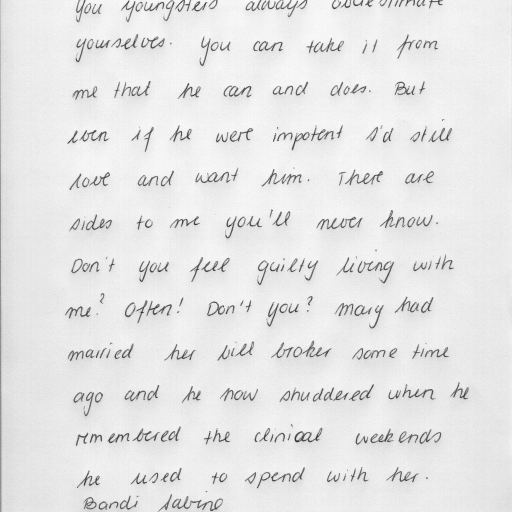 you youngsters always overestimate
yourselves. You can take it from
me that he can and does. But
even if he were impotent I'd still
love and want him. There are
sides to me you'll never know.
Don't you feel guilty living with
me? Often! Don't you? Mary had
married her bill broker some time
ago and he now shuddered when he
remembered the clinical weekends
he used to spend with her.
Bandi Sabine